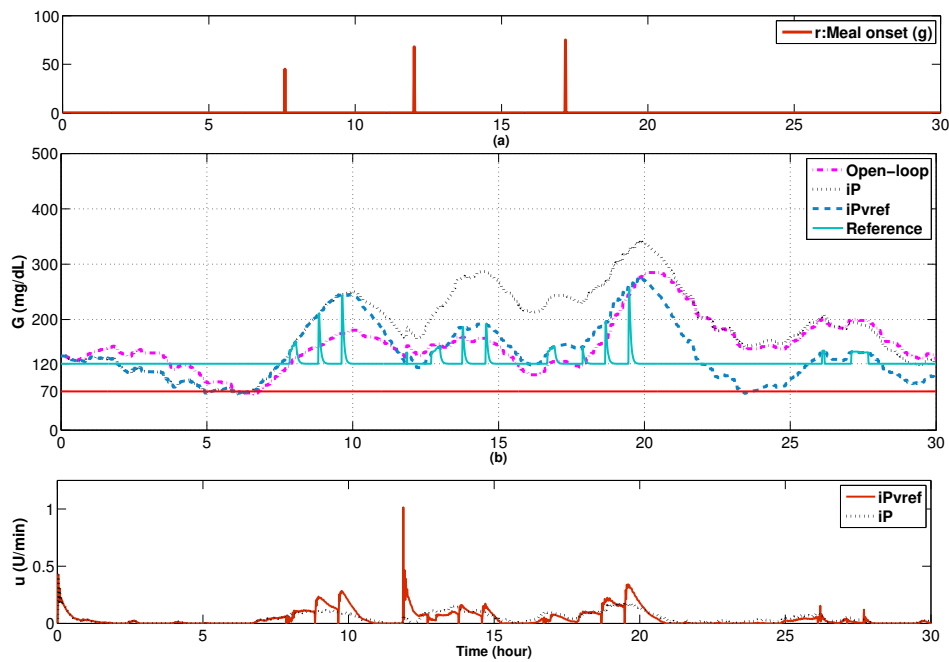 100
50
0
r:Meal onset (g)
0 5 10 15 20 25 30
(a)
G (mg/dL)
500
400
300
200
120
70
0
Open-loop
iP
iPvref
Reference
0 5 10 15 20 25 30
(b)
u (U/min)
1
0.5
0
iPvref
iP
0 5 10 15 20 25 30
Time (hour)